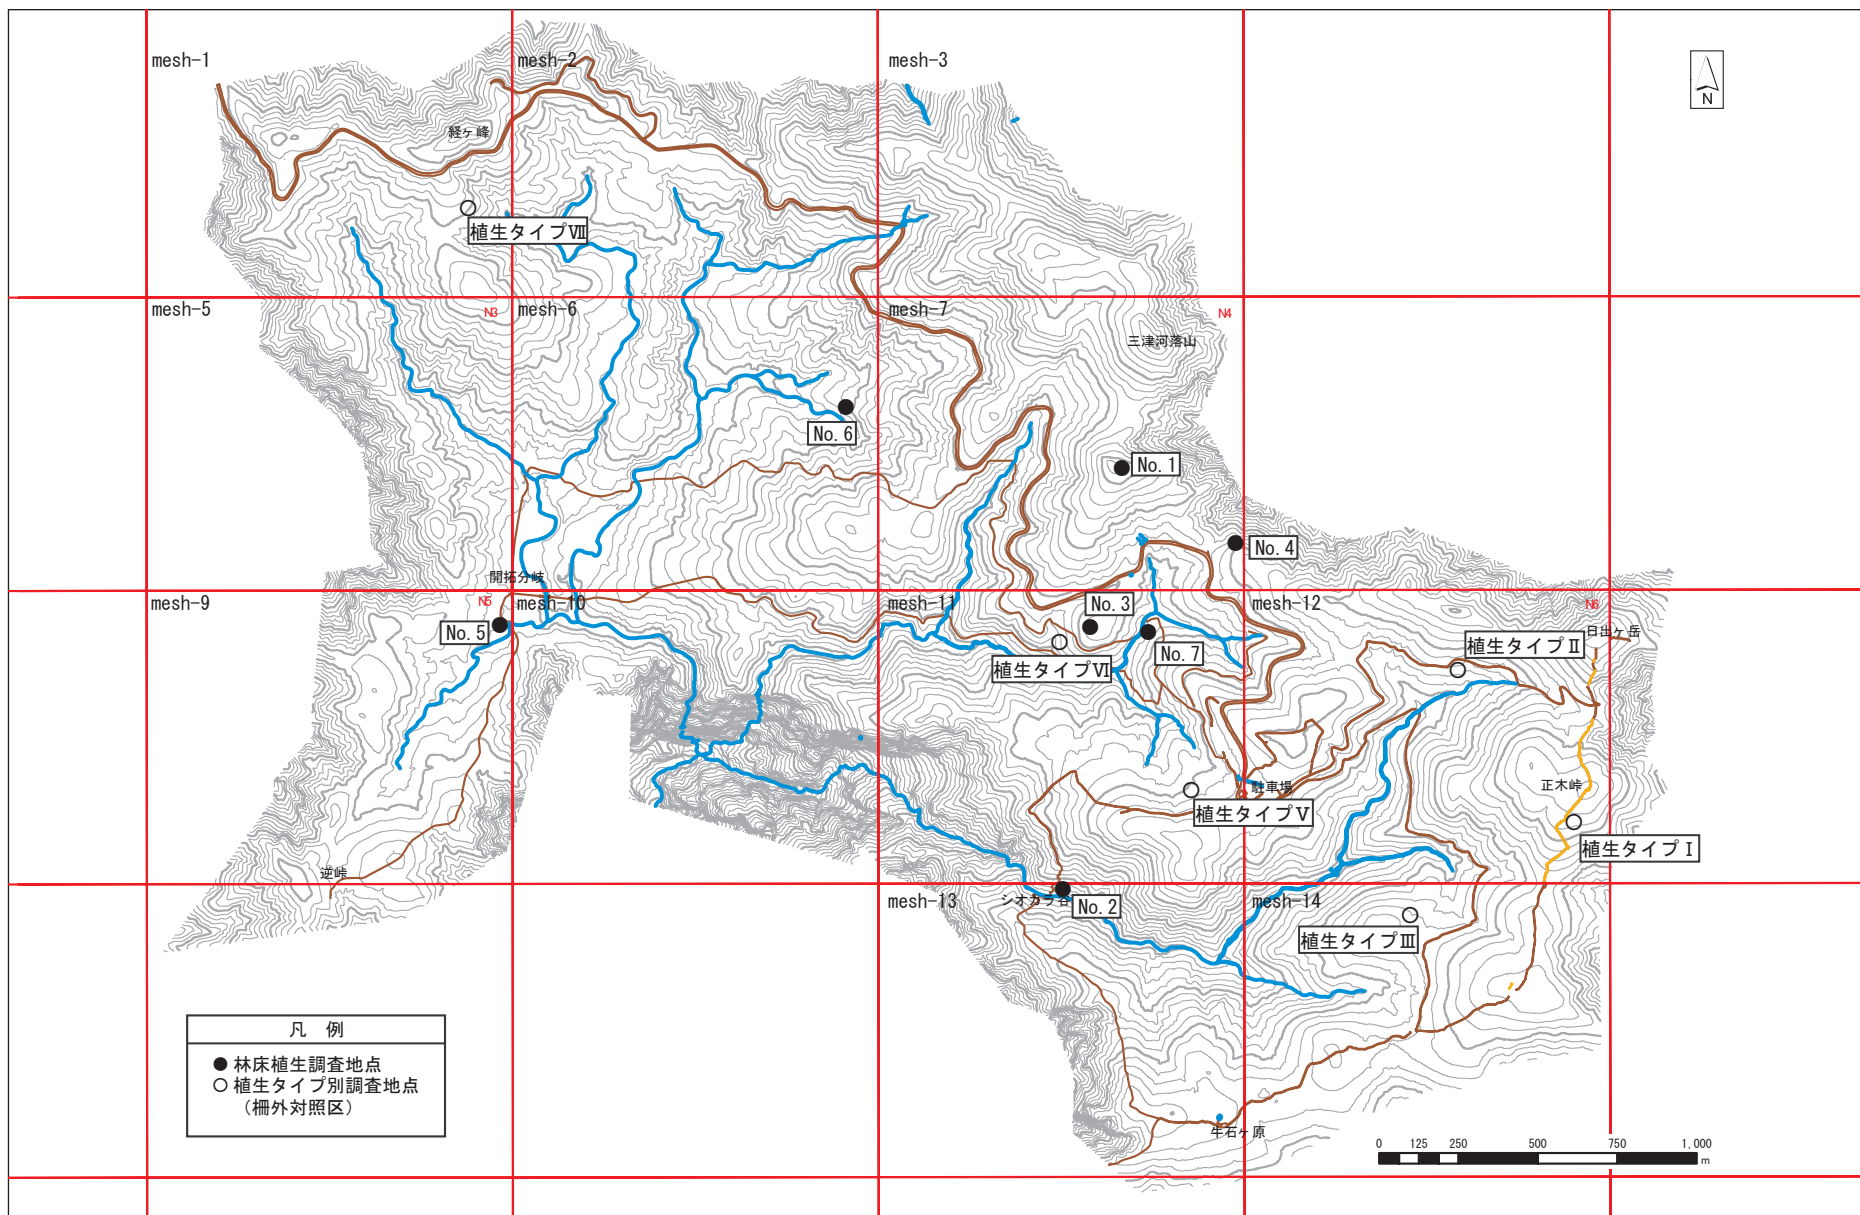 mesh-1
mesh-2
mesh-3
N
経ヶ峰
植生タイプⅦ
mesh-5
mesh-6
mesh-7
N3
N4
三津河落山
No. 6
No. 1
No. 4
開拓分岐
mesh-9
N5
mesh-10
mesh-11
mesh-12
N6
No. 3
No. 5
No. 7
日出ヶ岳
植生タイプⅡ
植生タイプⅥ
駐車場
正木峠
植生タイプⅤ
植生タイプⅠ
逆峠
mesh-13
シオカラ谷
No. 2
mesh-14
植生タイプⅢ
凡 例
● 林床植生調査地点
○ 植生タイプ別調査地点
（柵外対照区）
牛石ヶ原
0 125 250 500 750 1,000
m